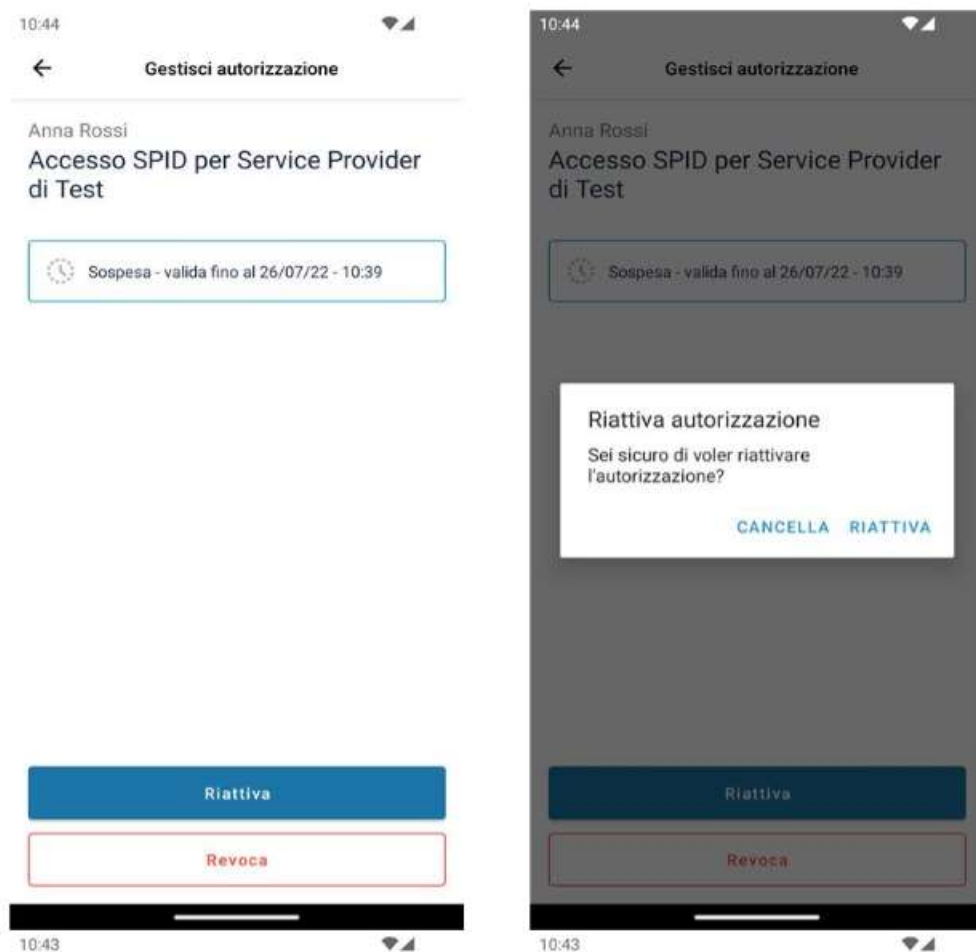 10:44
Gestisci autorizzazione
Anna Rossi
Accesso SPID per Service Provider
di Test
Sospesa - valida fino al 26/07/22 - 10:39
Riattiva
Revoca
10:43
10:44
Gestisci autorizzazione
Anna Rossi
Accesso SPID per Service Provider
di Test
Sospesa - valida fino al 26/07/22 - 10:39
Riattiva autorizzazione
Sei sicuro di voler riattivare
l'autorizzazione?
CANCELLA RIATTIVA
Riattiva
Revoca
10:43